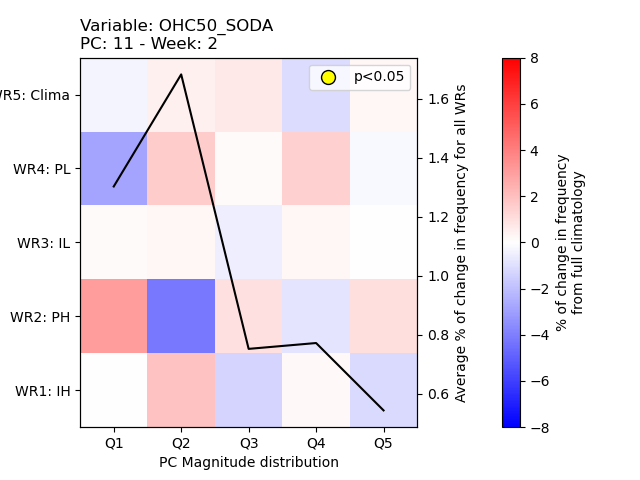 Variable: OHC50_SODA
PC: 11 - Week: 2
WR5: Clima
WR4: PL
WR3: IL
WR2: PH
WR1: IH
p<0.05
Q1 Q2 Q3 Q4 Q5
PC Magnitude distribution
1.6
1.4
1.2
1.0
0.8
0.6
Average % of change in frequency for all WRs
8
6
4
2
0
−2
−4
−6
−8
% of change in frequency
from full climatology